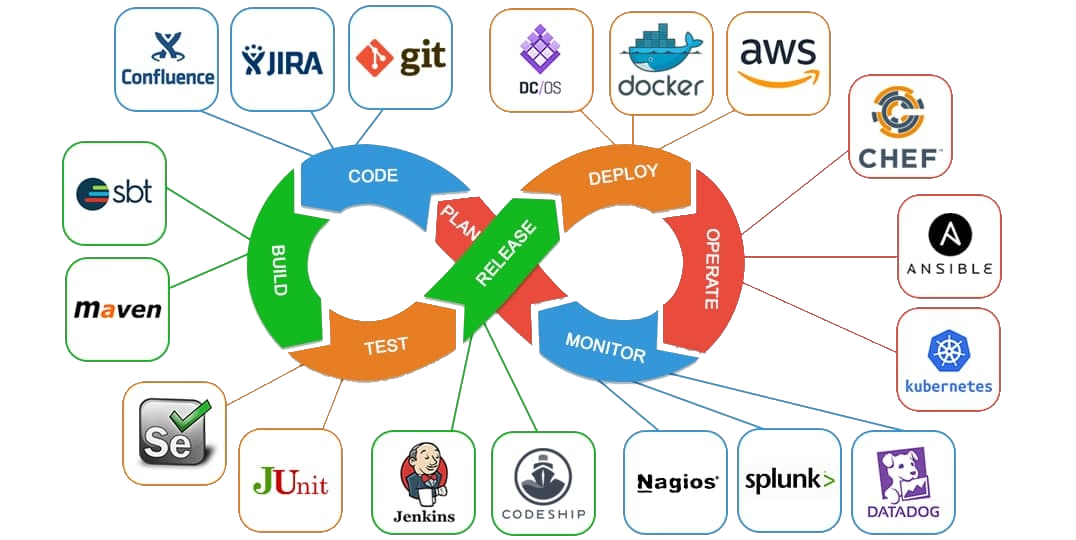 Confluence
JIRA
git
DC/OS
docker
aws
CHEF™
sbt
CODE
PLAN
RELEASE
DEPLOY
OPERATE
ANSIBLE
BUILD
maven
TEST
MONITOR
kubernetes
Se
JUnit
Jenkins
CODESHIP
Nagios®
splunk>
DATADOG